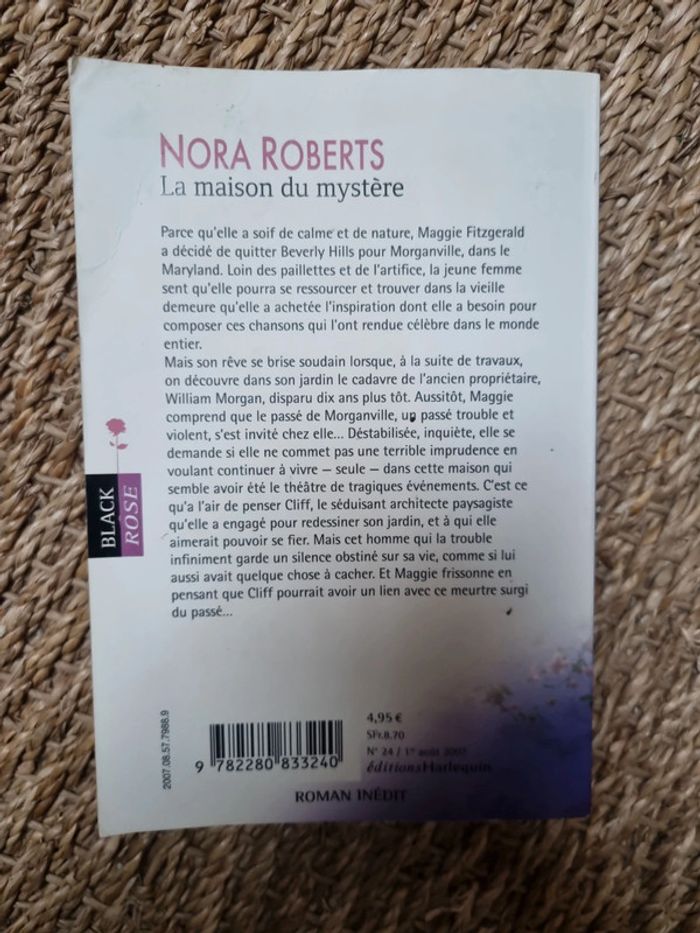 NORA ROBERTS
La maison du mystère
Parce qu'elle a soif de calme et de nature, Maggie Fitzgerald
a décidé de quitter Beverly Hills pour Morganville, dans le
Maryland. Loin des paillettes et de l'artifice, la jeune femme
sent qu'elle pourra se ressourcer et trouver dans la vieille
demeure qu'elle a achetée l'inspiration dont elle a besoin pour
composer ces chansons qui l'ont rendue célèbre dans le monde
entier.
Mais son rêve se brise soudain lorsque, à la suite de travaux,
on découvre dans son jardin le cadavre de l'ancien propriétaire,
William Morgan, disparu dix ans plus tôt. Aussitôt, Maggie
comprend que le passé de Morganville, un passé trouble et
violent, s'est invité chez elle... Déstabilisée, inquiète, elle se
demande si elle ne commet pas une terrible imprudence en
voulant continuer à vivre – seule – dans cette maison qui
semble avoir été le théâtre de tragiques événements. C'est ce
qu'a l'air de penser Cliff, le séduisant architecte paysagiste
qu'elle a engagé pour redessiner son jardin, et à qui elle
aimerait pouvoir se fier. Mais cet homme qui la trouble
infiniment garde un silence obstiné sur sa vie, comme si lui
aussi avait quelque chose à cacher. Et Maggie frissonne en
pensant que Cliff pourrait avoir un lien avec ce meurtre surgi
du passé...
BLACK
ROSE
2007.08.57.7988.9
9 782280 833240
4,95 €
SFr.8.70
N° 24 / 1er août 2007
éditionsHarlequin
ROMAN INÉDIT